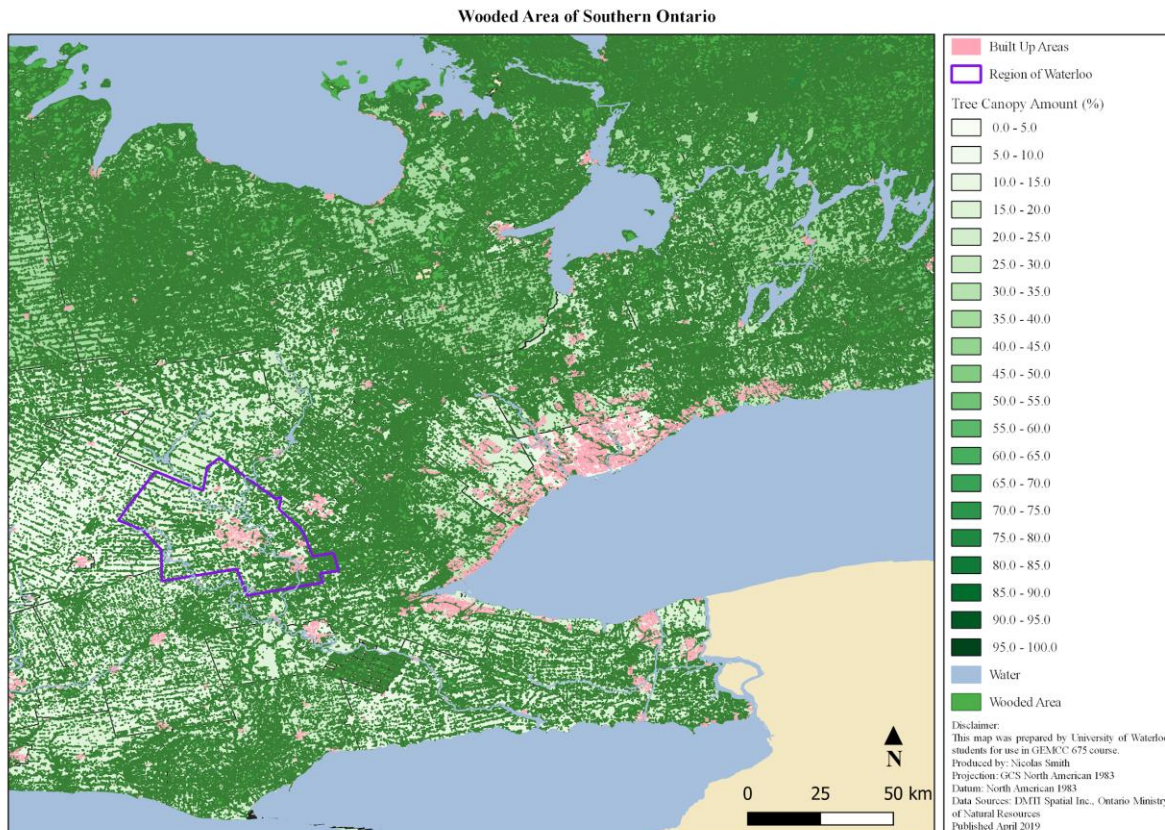 Wooded Area of Southern Ontario
Built Up Areas
Region of Waterloo
Tree Canopy Amount (%)
0.0 - 5.0
5.0 - 10.0
10.0 - 15.0
15.0 - 20.0
20.0 - 25.0
25.0 - 30.0
30.0 - 35.0
35.0 - 40.0
40.0 - 45.0
45.0 - 50.0
50.0 - 55.0
55.0 - 60.0
60.0 - 65.0
65.0 - 70.0
70.0 - 75.0
75.0 - 80.0
80.0 - 85.0
85.0 - 90.0
90.0 - 95.0
95.0 - 100.0
Water
Wooded Area
Disclaimer:
This map was prepared by University of Waterloo
students for use in GEMCC 675 course.
Produced by: Nicolas Smith
Projection: GCS North American 1983
Datum: North American 1983
Data Sources: DMTI Spatial Inc., Ontario Ministry
of Natural Resources
Published April 2019
N
0 25 50 km